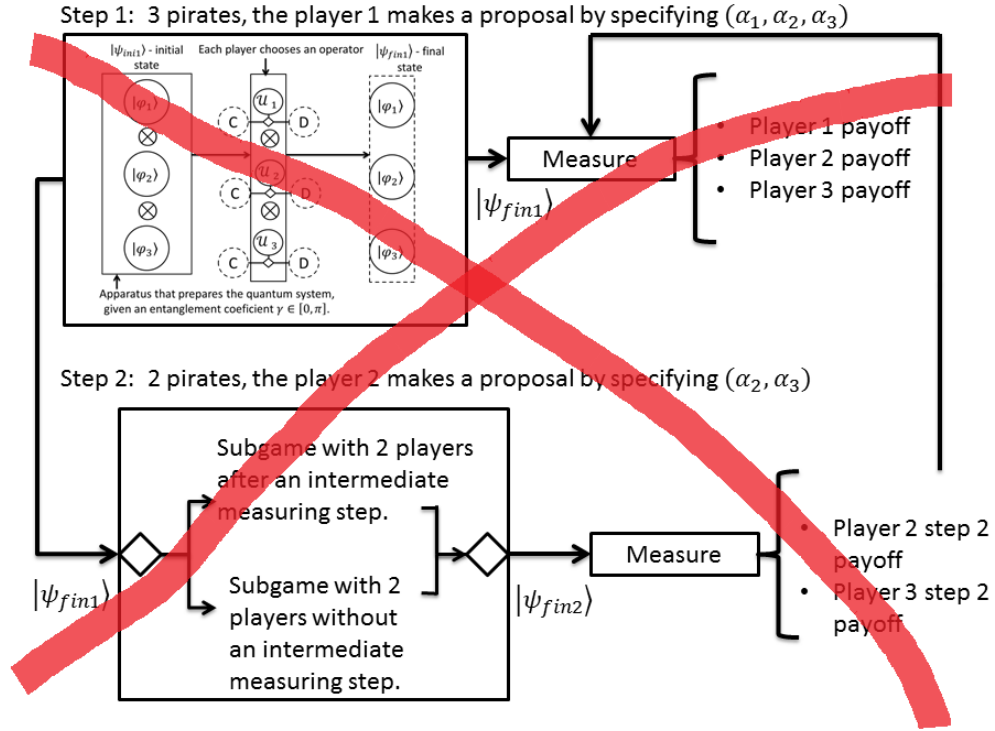 Step 1: 3 pirates, the player 1 makes a proposal by specifying (α₁, α₂, α₃)
|ψ_ini1⟩ - initial
state
Each player chooses an operator
|ψ_fin1⟩ - final
state
|φ₁⟩
𝒰₁
|φ₁⟩
C
D
⊗
⊗
|φ₂⟩
𝒰₂
|φ₂⟩
C
D
⊗
⊗
|φ₃⟩
𝒰₃
|φ₃⟩
C
D
Apparatus that prepares the quantum system,
given an entanglement coeficient γ ∈ [0, π].
|ψ_fin1⟩
Measure
• Player 1 payoff
• Player 2 payoff
• Player 3 payoff
Step 2: 2 pirates, the player 2 makes a proposal by specifying (α₂, α₃)
|ψ_fin1⟩
Subgame with 2 players
after an intermediate
measuring step.
Subgame with 2
players without
an intermediate
measuring step.
|ψ_fin2⟩
Measure
• Player 2 step 2
payoff
• Player 3 step 2
payoff